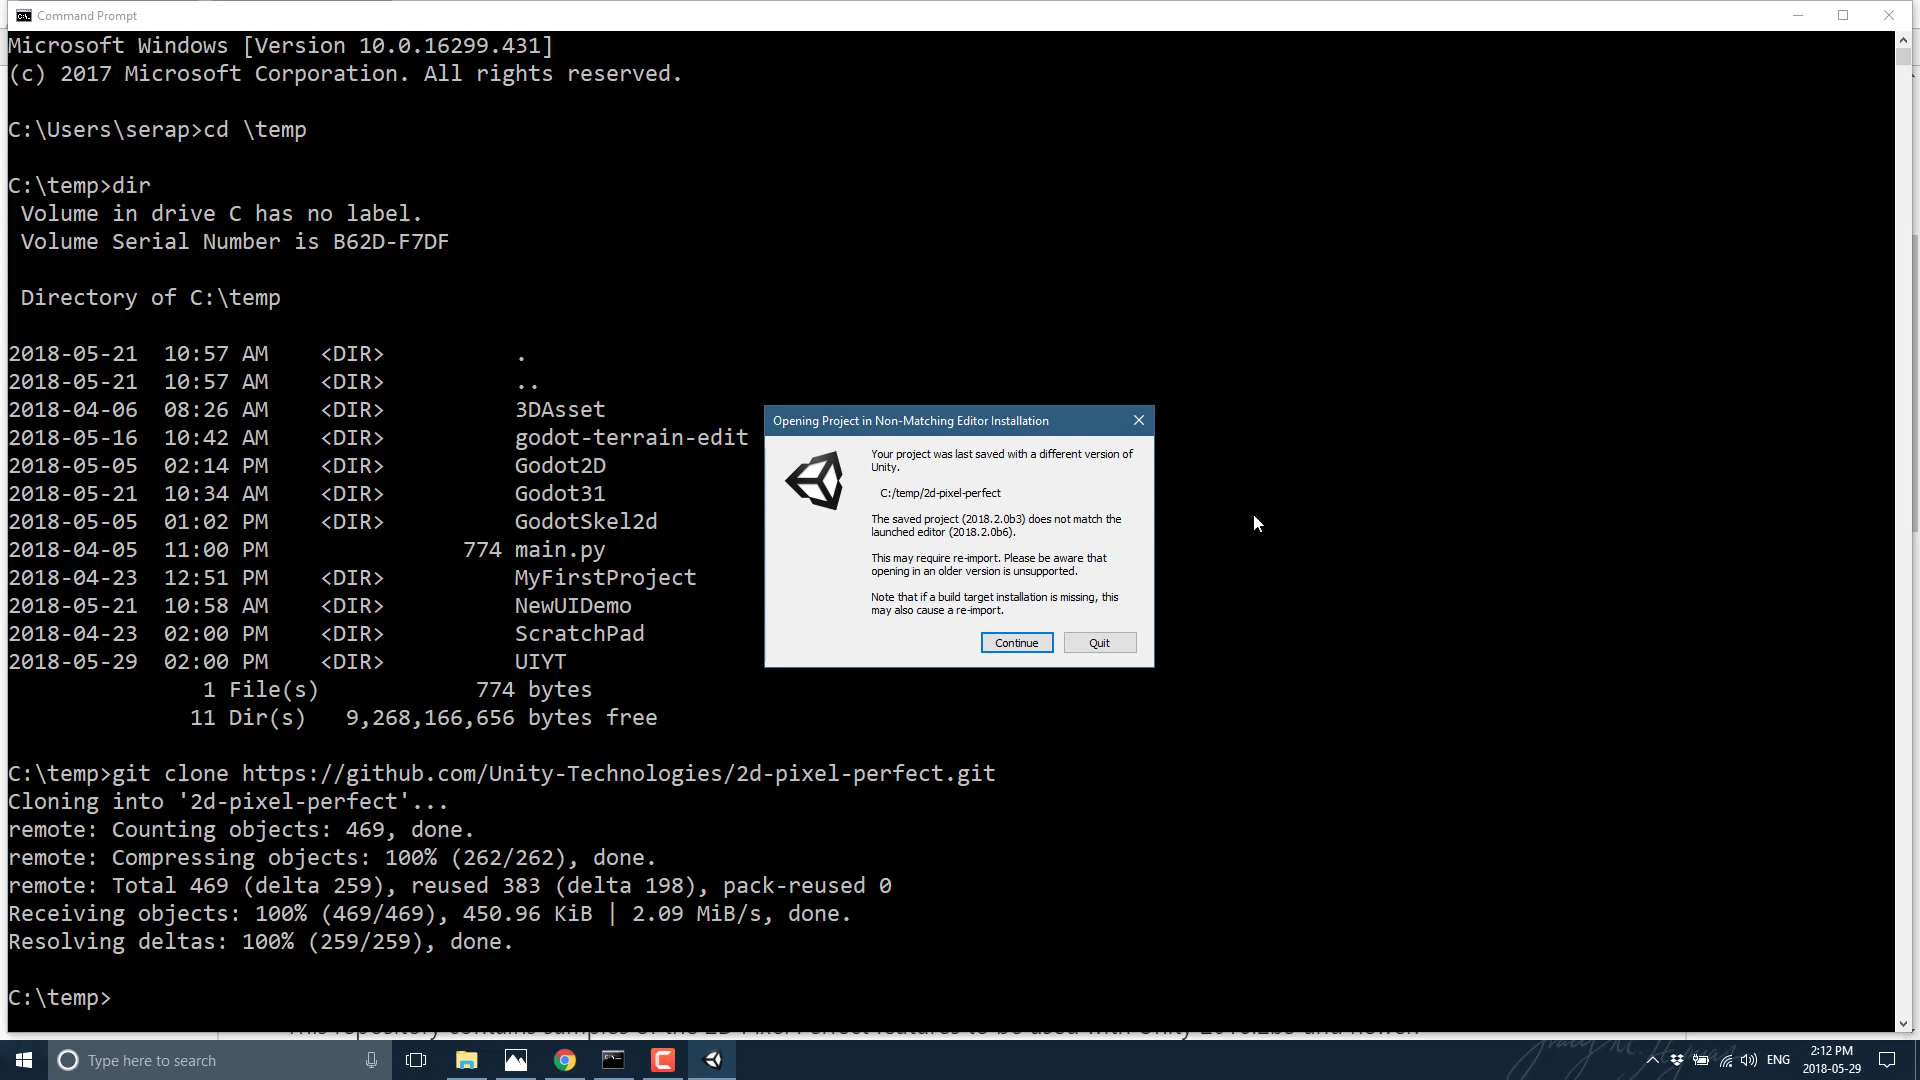 Command Prompt
Microsoft Windows [Version 10.0.16299.431]
(c) 2017 Microsoft Corporation. All rights reserved.
C:\Users\serap>cd \temp
C:\temp>dir
Volume in drive C has no label.
Volume Serial Number is B62D-F7DF
Directory of C:\temp
2018-05-21 10:57 AM <DIR> .
2018-05-21 10:57 AM <DIR> ..
2018-04-06 08:26 AM <DIR> 3DAsset
2018-05-16 10:42 AM <DIR> godot-terrain-edit
2018-05-05 02:14 PM <DIR> Godot2D
2018-05-21 10:34 AM <DIR> Godot31
2018-05-05 01:02 PM <DIR> GodotSkel2d
2018-04-05 11:00 PM 774 main.py
2018-04-23 12:51 PM <DIR> MyFirstProject
2018-05-21 10:58 AM <DIR> NewUIDemo
2018-04-23 02:00 PM <DIR> ScratchPad
2018-05-29 02:00 PM <DIR> UIYT
1 File(s) 774 bytes
11 Dir(s) 9,268,166,656 bytes free
C:\temp>git clone https://github.com/Unity-Technologies/2d-pixel-perfect.git
Cloning into '2d-pixel-perfect'...
remote: Counting objects: 469, done.
remote: Compressing objects: 100% (262/262), done.
remote: Total 469 (delta 259), reused 383 (delta 198), pack-reused 0
Receiving objects: 100% (469/469), 450.96 KiB | 2.09 MiB/s, done.
Resolving deltas: 100% (259/259), done.
C:\temp>
Opening Project in Non-Matching Editor Installation
Your project was last saved with a different version of
Unity.
C:/temp/2d-pixel-perfect
The saved project (2018.2.0b3) does not match the
launched editor (2018.2.0b6).
This may require re-import. Please be aware that
opening in an older version is unsupported.
Note that if a build target installation is missing, this
may also cause a re-import.
Continue
Quit
Type here to search
ENG
2:12 PM
2018-05-29